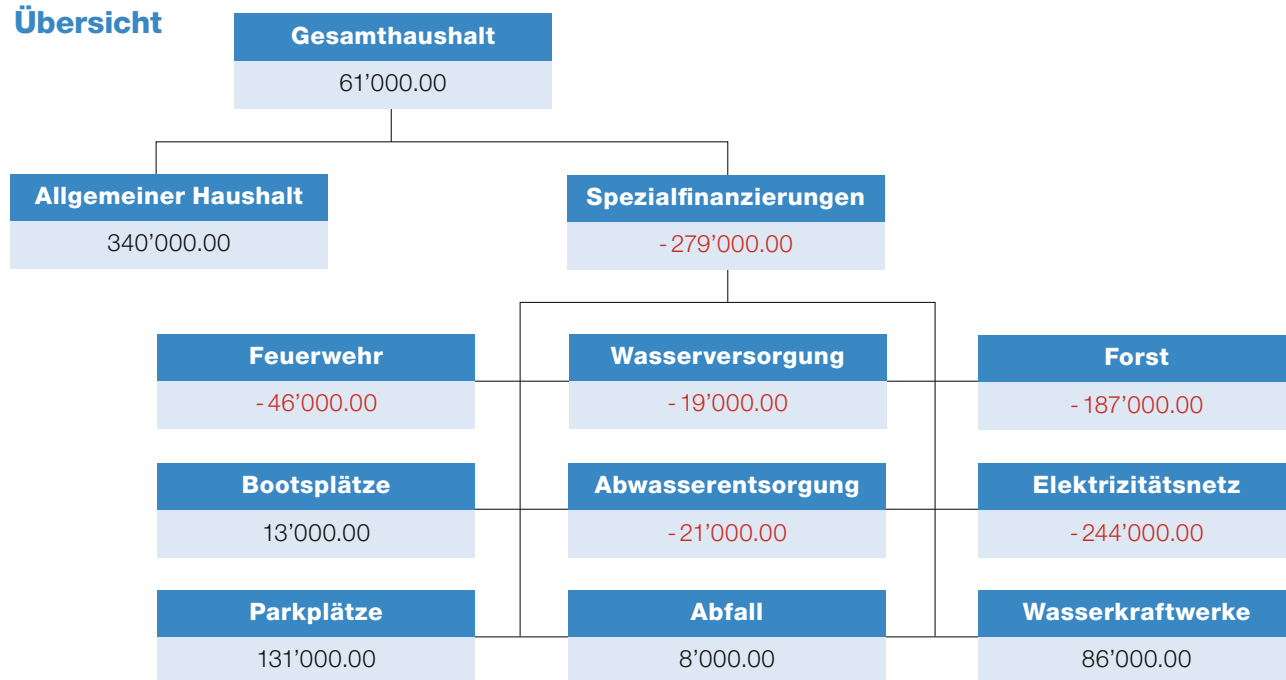 Übersicht
Gesamthaushalt
61’000.00
Allgemeiner Haushalt
340’000.00
Spezialfinanzierungen
- 279’000.00
Feuerwehr
- 46’000.00
Wasserversorgung
- 19’000.00
Forst
- 187’000.00
Bootsplätze
13’000.00
Abwasserentsorgung
- 21’000.00
Elektrizitätsnetz
- 244’000.00
Parkplätze
131’000.00
Abfall
8’000.00
Wasserkraftwerke
86’000.00